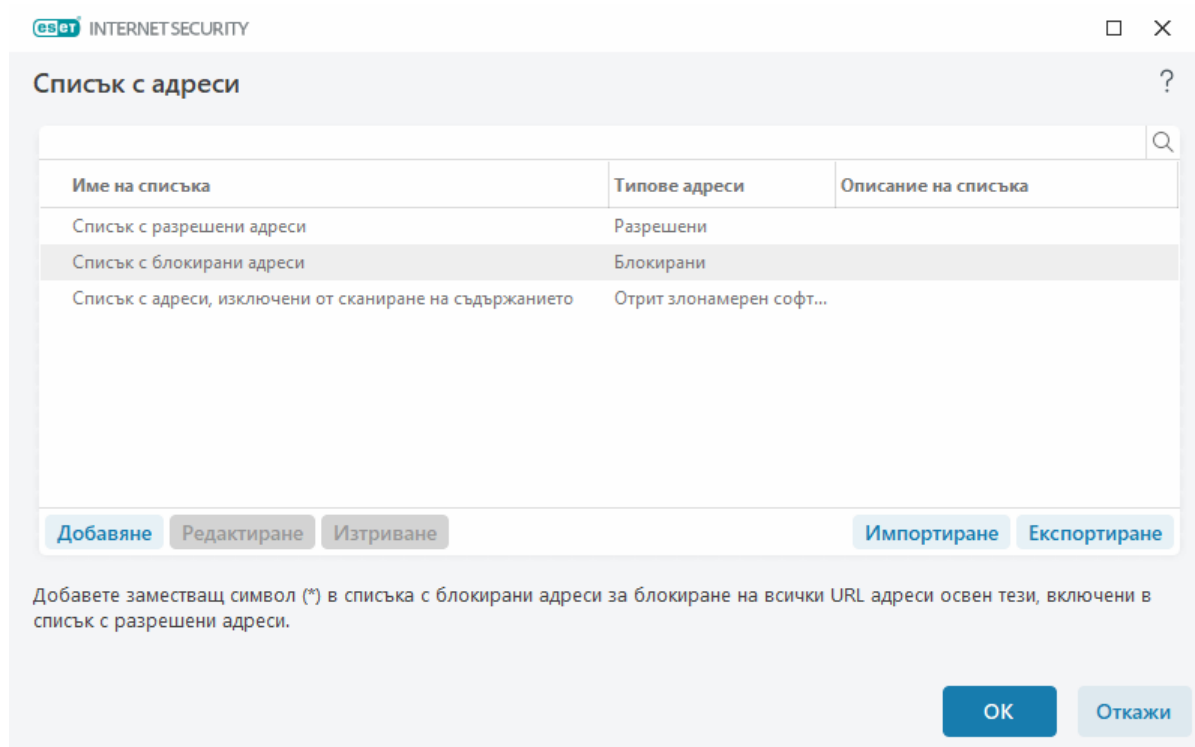 eseT INTERNET SECURITY
Списък с адреси
?
Име на списъка Типове адреси Описание на списъка
Списък с разрешени адреси Разрешени
Списък с блокирани адреси Блокирани
Списък с адреси, изключени от сканиране на съдържанието Отрит злонамерен софт...
Добавяне Редактиране Изтриване Импортиране Експортиране
Добавете заместващ символ (*) в списъка с блокирани адреси за блокиране на всички URL адреси освен тези, включени в
списък с разрешени адреси.
ОК Откажи